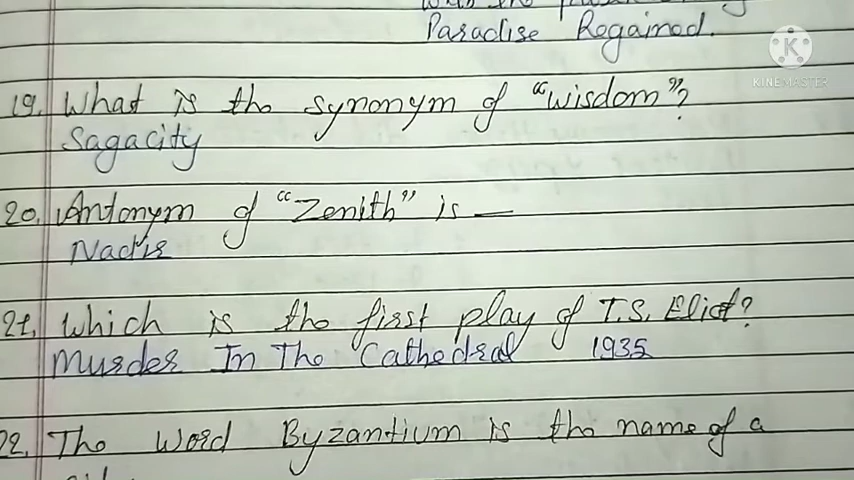 Paradise Regained.
KINEMASTER
19. What is the synonym of "wisdom"?
Sagacity
20. Antonym of "Zenith" is —
Nadir
21. Which is the first play of T.S. Eliot?
Murder In The Cathedral 1935
22. The Word Byzantium is the name of a